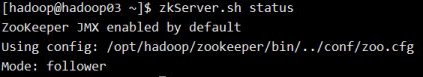 [hadoop@hadoop03 ~]$ zkServer.sh status
ZooKeeper JMX enabled by default
Using config: /opt/hadoop/zookeeper/bin/../conf/zoo.cfg
Mode: follower